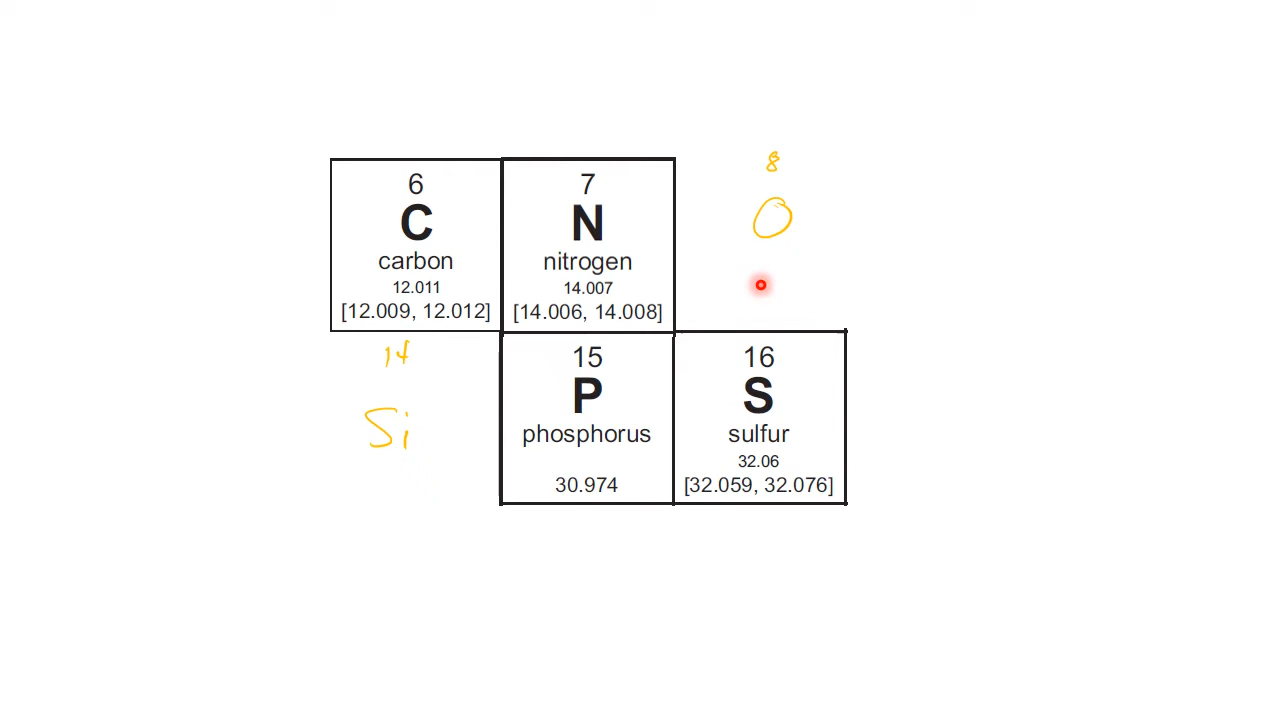 6
C
carbon
12.011
[12.009, 12.012]
7
N
nitrogen
14.007
[14.006, 14.008]
8
O
14
Si
15
P
phosphorus
30.974
16
S
sulfur
32.06
[32.059, 32.076]